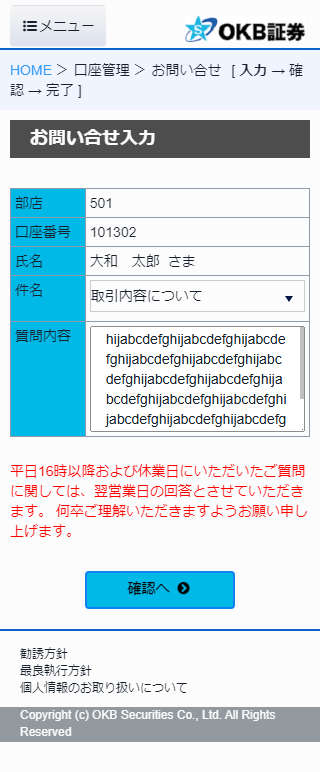 メニュー
OKB証券
HOME ＞ 口座管理 ＞ お問い合せ [ 入力 → 確
認 → 完了 ]
お問い合せ入力
部店 501
口座番号 101302
氏名 大和　太郎 さま
件名 取引内容について
質問内容 hijabcdefghijabcdefghijabcde
fghijabcdefghijabcdefghijabc
defghijabcdefghijabcdefghija
bcdefghijabcdefghijabcdefghi
jabcdefghijabcdefghijabcdefg
平日16時以降および休業日にいただいたご質問
に関しては、翌営業日の回答とさせていただき
ます。 何卒ご理解いただきますようお願い申し
上げます。
確認へ
勧誘方針
最良執行方針
個人情報のお取り扱いについて
Copyright (c) OKB Securities Co., Ltd. All Rights
Reserved